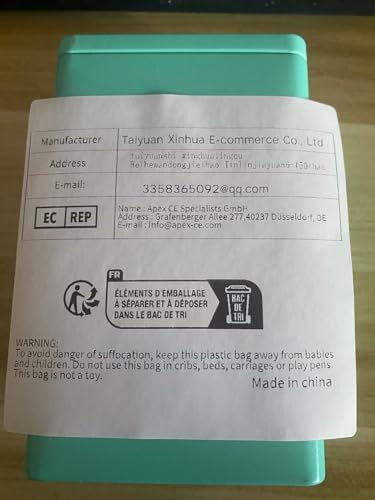 Manufacturer Taiyuan Xinhua E-commerce Co., Ltd
Address
E-mail: 3358365092@qq.com
EC REP
Name : Apex CE Specialists GmbH
Address : Grafenberger Allee 277,40237 Düsseldorf, DE
E-mail : Info@apex-ce.com
FR
ÉLÉMENTS D'EMBALLAGE
À SÉPARER ET À DÉPOSER
DANS LE BAC DE TRI
BAC
DE
TRI
WARNING:
To avoid danger of suffocation, keep this plastic bag away from babies
and children. Do not use this bag in cribs, beds, carriages or play pens.
This bag is not a toy.
Made in china